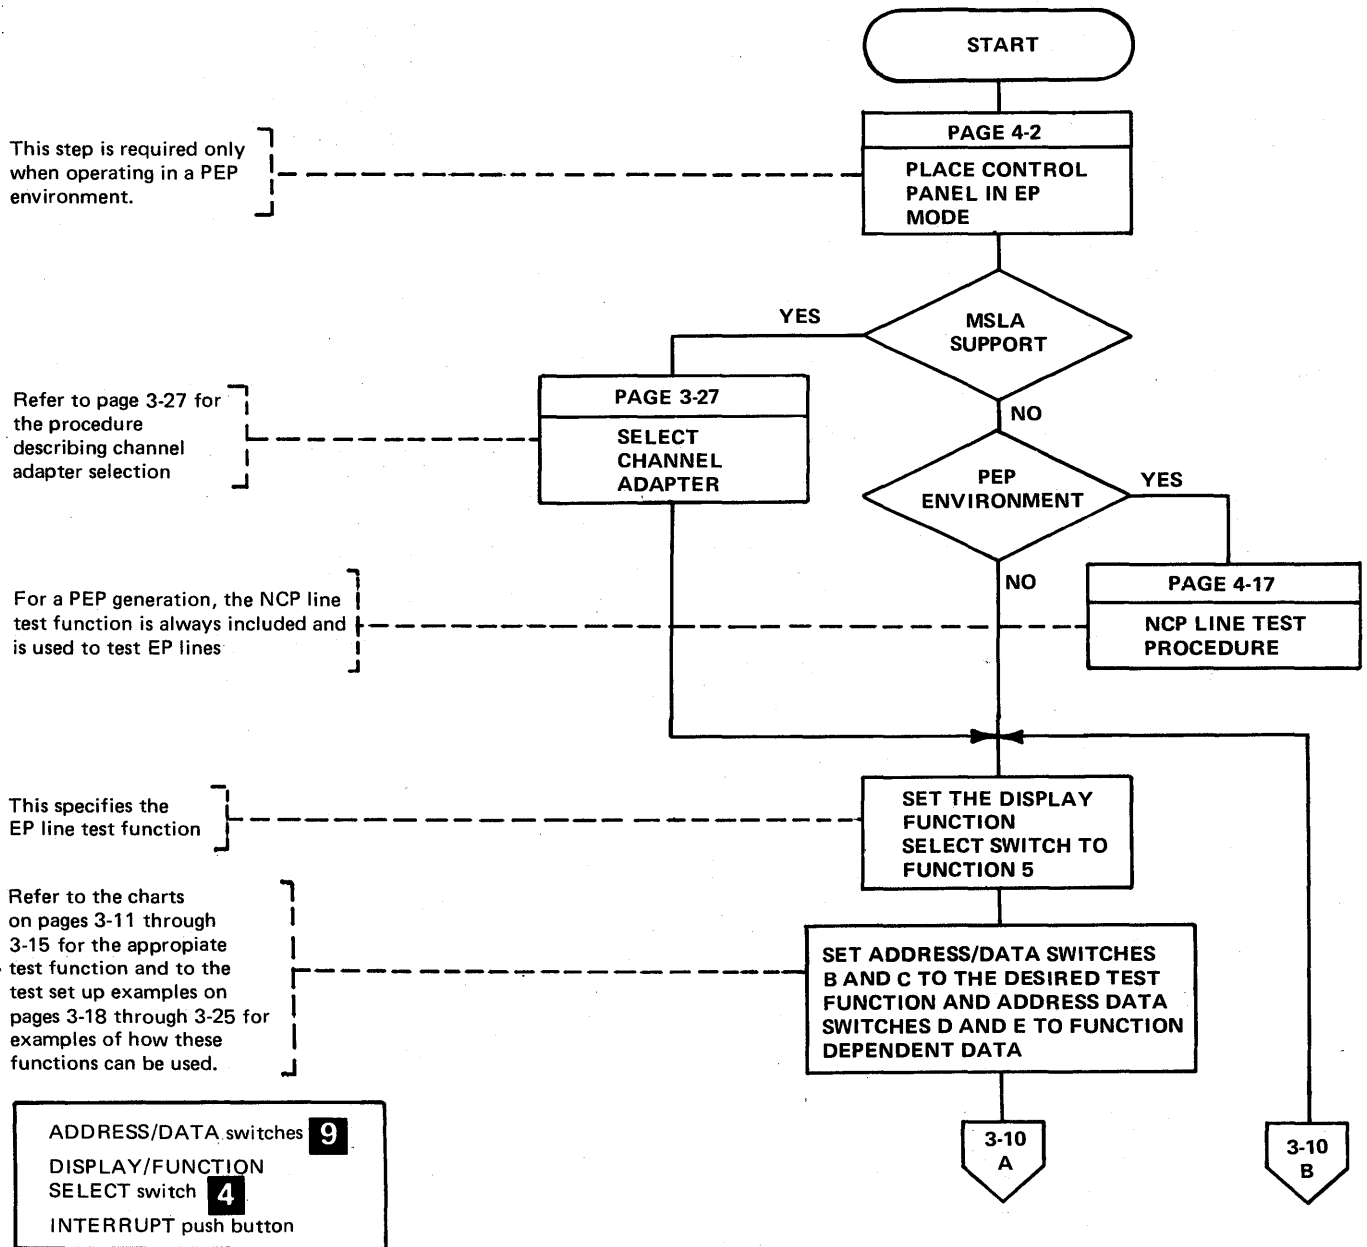 START
PAGE 4-2
PLACE CONTROL
PANEL IN EP
MODE
This step is required only
when operating in a PEP
environment.
MSLA
SUPPORT
YES
NO
PAGE 3-27
SELECT
CHANNEL
ADAPTER
Refer to page 3-27 for
the procedure
describing channel
adapter selection
PEP
ENVIRONMENT
YES
NO
PAGE 4-17
NCP LINE TEST
PROCEDURE
For a PEP generation, the NCP line
test function is always included and
is used to test EP lines
SET THE DISPLAY
FUNCTION
SELECT SWITCH TO
FUNCTION 5
This specifies the
EP line test function
SET ADDRESS/DATA SWITCHES
B AND C TO THE DESIRED TEST
FUNCTION AND ADDRESS DATA
SWITCHES D AND E TO FUNCTION
DEPENDENT DATA
Refer to the charts
on pages 3-11 through
3-15 for the appropiate
test function and to the
test set up examples on
pages 3-18 through 3-25 for
examples of how these
functions can be used.
3-10
A
3-10
B
ADDRESS/DATA switches 9
DISPLAY/FUNCTION
SELECT switch 4
INTERRUPT push button